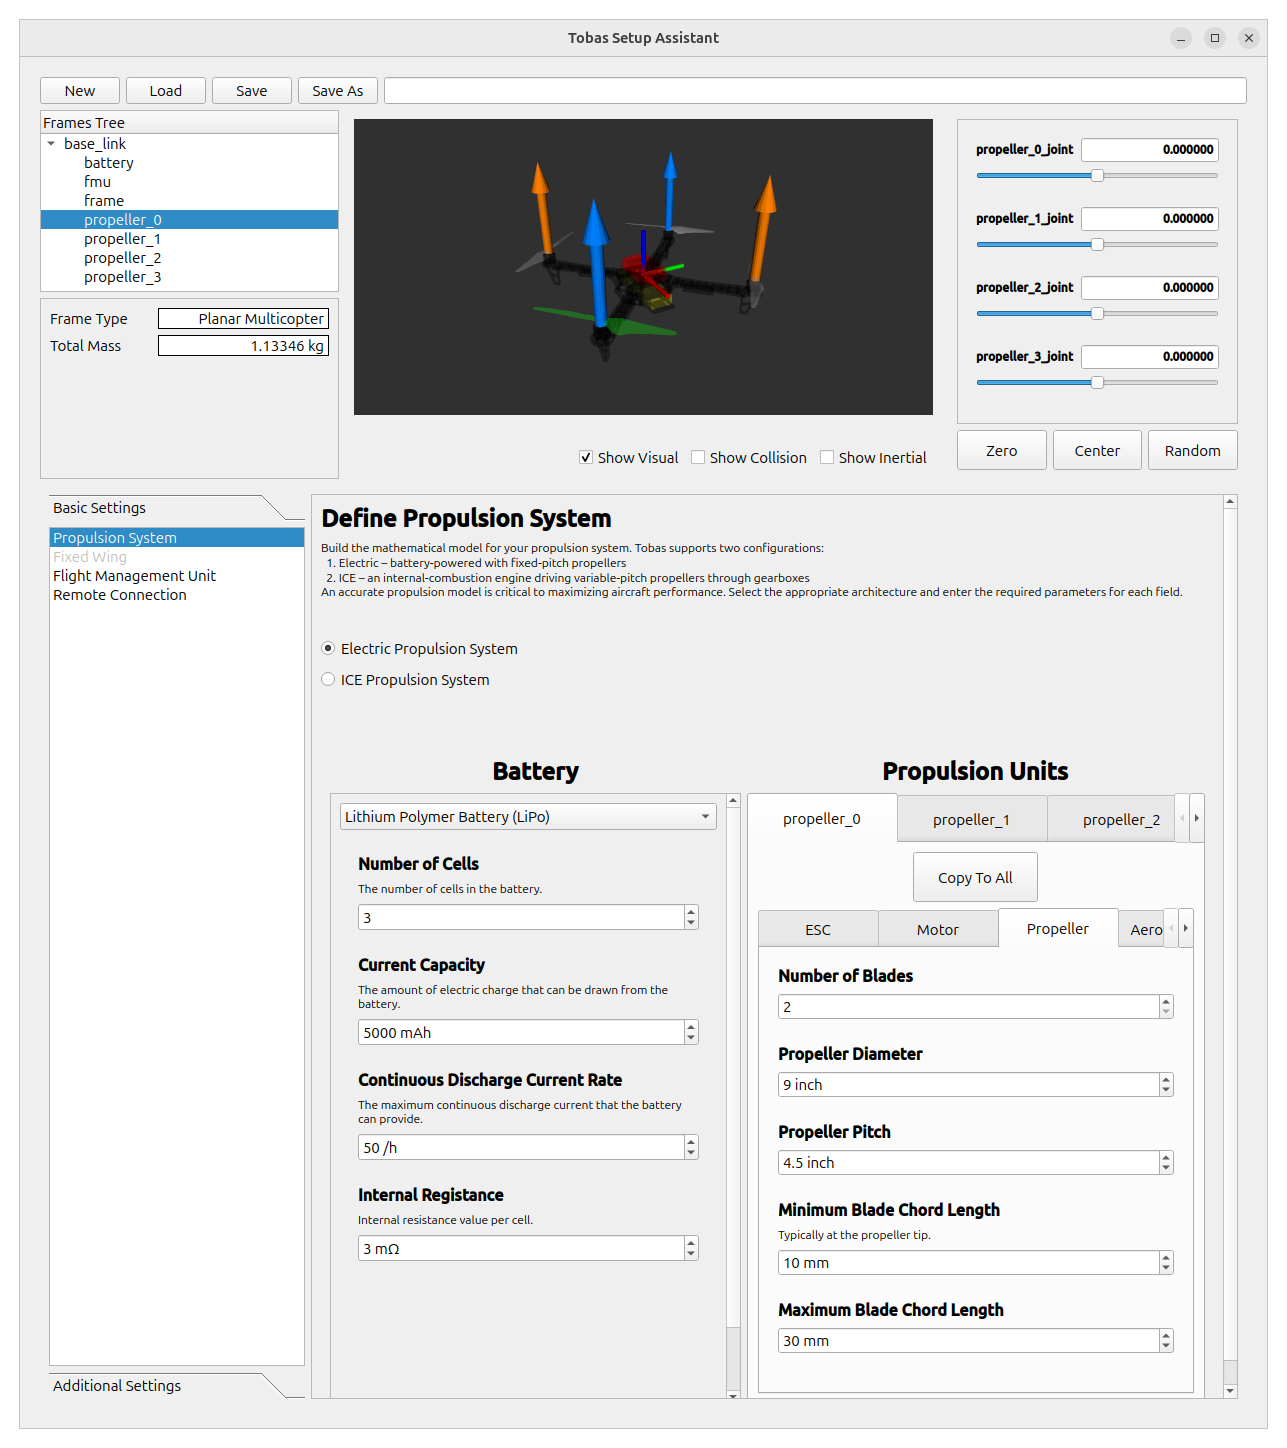 Tobas Setup Assistant
New
Load
Save
Save As
Frames Tree
base_link
battery
fmu
frame
propeller_0
propeller_1
propeller_2
propeller_3
Frame Type
Planar Multicopter
Total Mass
1.13346 kg
propeller_0_joint
0.000000
propeller_1_joint
0.000000
propeller_2_joint
0.000000
propeller_3_joint
0.000000
Show Visual
Show Collision
Show Inertial
Zero
Center
Random
Basic Settings
Propulsion System
Fixed Wing
Flight Management Unit
Remote Connection
Additional Settings
Define Propulsion System
Build the mathematical model for your propulsion system. Tobas supports two configurations:
1. Electric – battery-powered with fixed-pitch propellers
2. ICE – an internal-combustion engine driving variable-pitch propellers through gearboxes
An accurate propulsion model is critical to maximizing aircraft performance. Select the appropriate architecture and enter the required parameters for each field.
Electric Propulsion System
ICE Propulsion System
Battery
Lithium Polymer Battery (LiPo)
Number of Cells
The number of cells in the battery.
3
Current Capacity
The amount of electric charge that can be drawn from the
battery.
5000 mAh
Continuous Discharge Current Rate
The maximum continuous discharge current that the battery
can provide.
50 /h
Internal Registance
Internal resistance value per cell.
3 mΩ
Propulsion Units
propeller_0
propeller_1
propeller_2
Copy To All
ESC
Motor
Propeller
Aero
Number of Blades
2
Propeller Diameter
9 inch
Propeller Pitch
4.5 inch
Minimum Blade Chord Length
Typically at the propeller tip.
10 mm
Maximum Blade Chord Length
30 mm